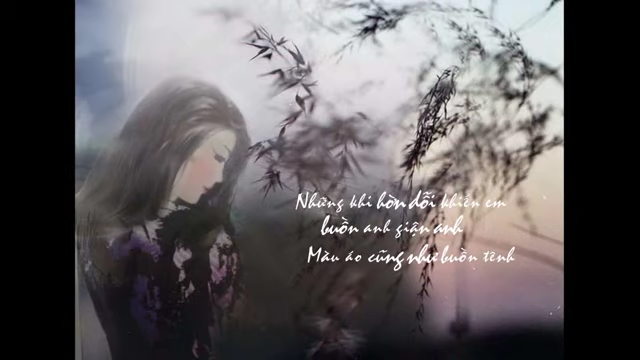 Những khi hờn dỗi khiến em
buồn anh giận anh
Màu áo cũng như buồn tênh